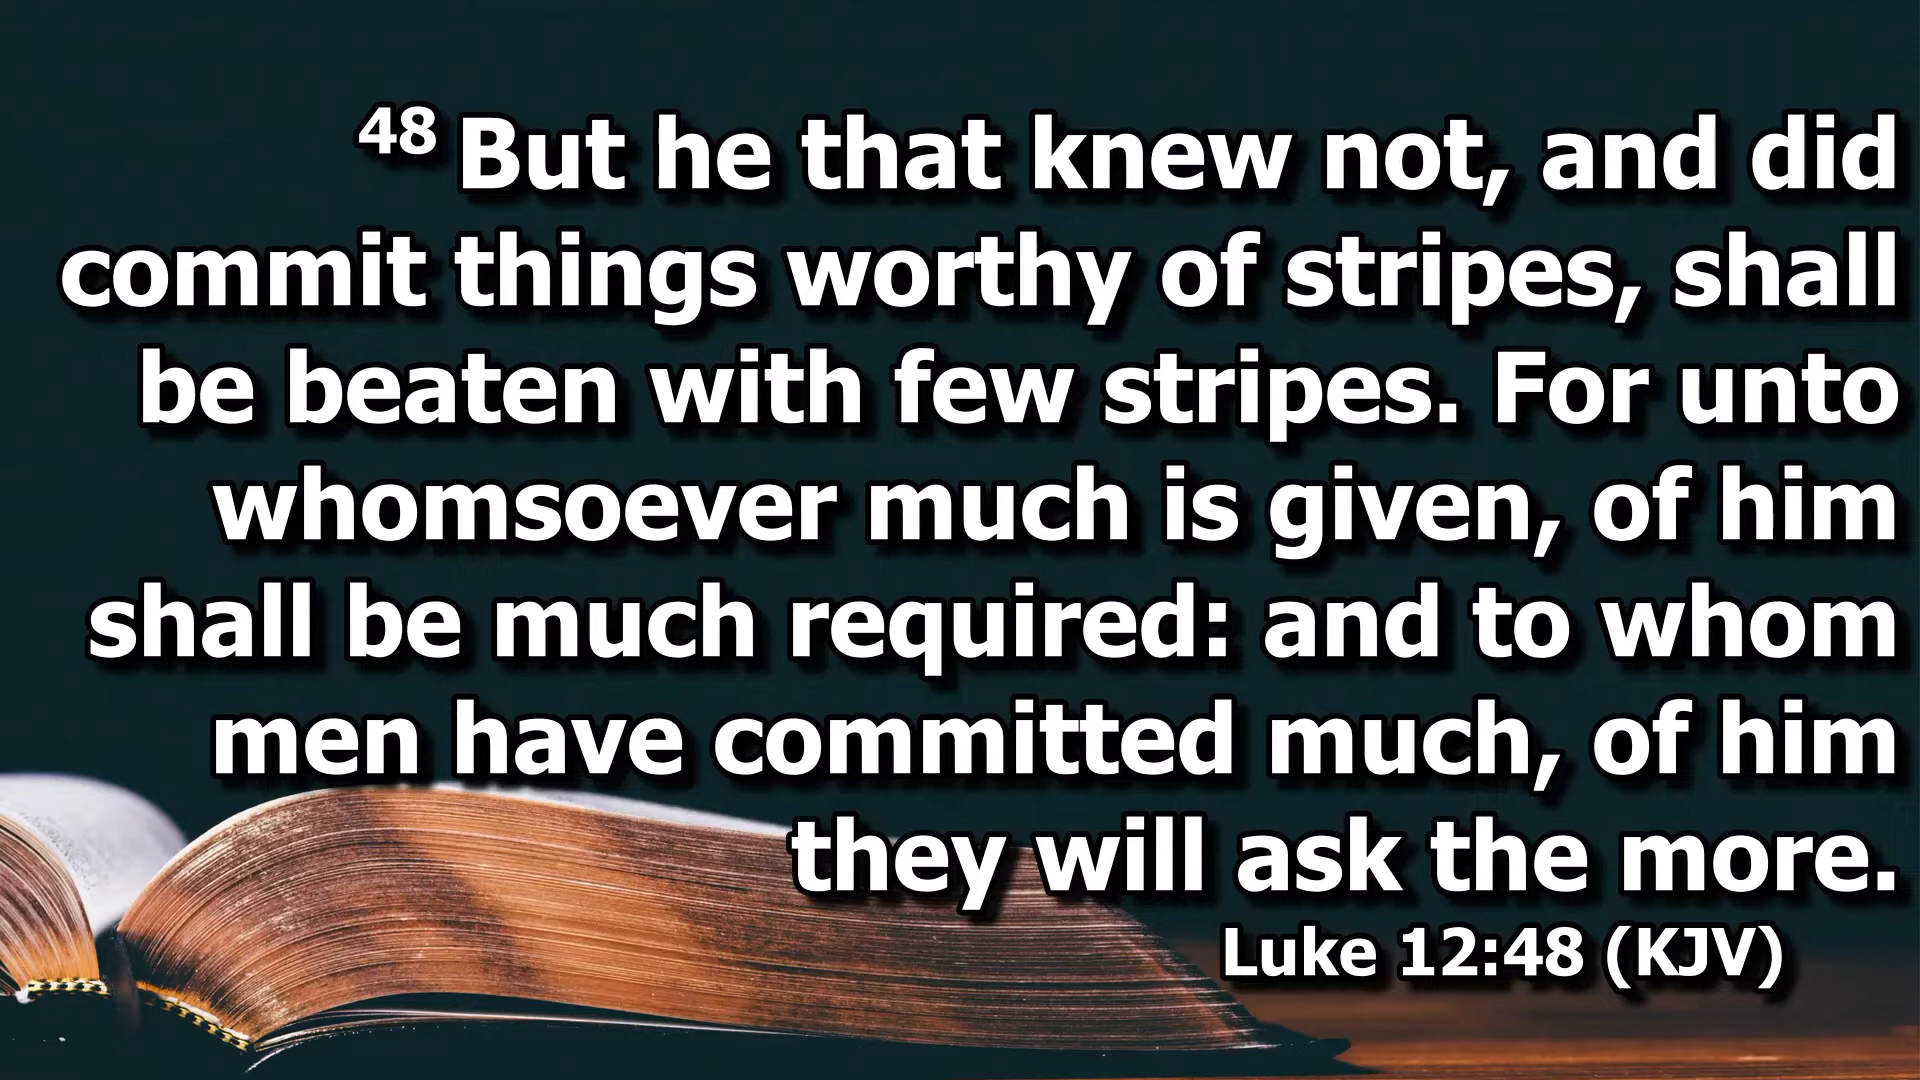 48 But he that knew not, and did
commit things worthy of stripes, shall
be beaten with few stripes. For unto
whomsoever much is given, of him
shall be much required: and to whom
men have committed much, of him
they will ask the more.
Luke 12:48 (KJV)